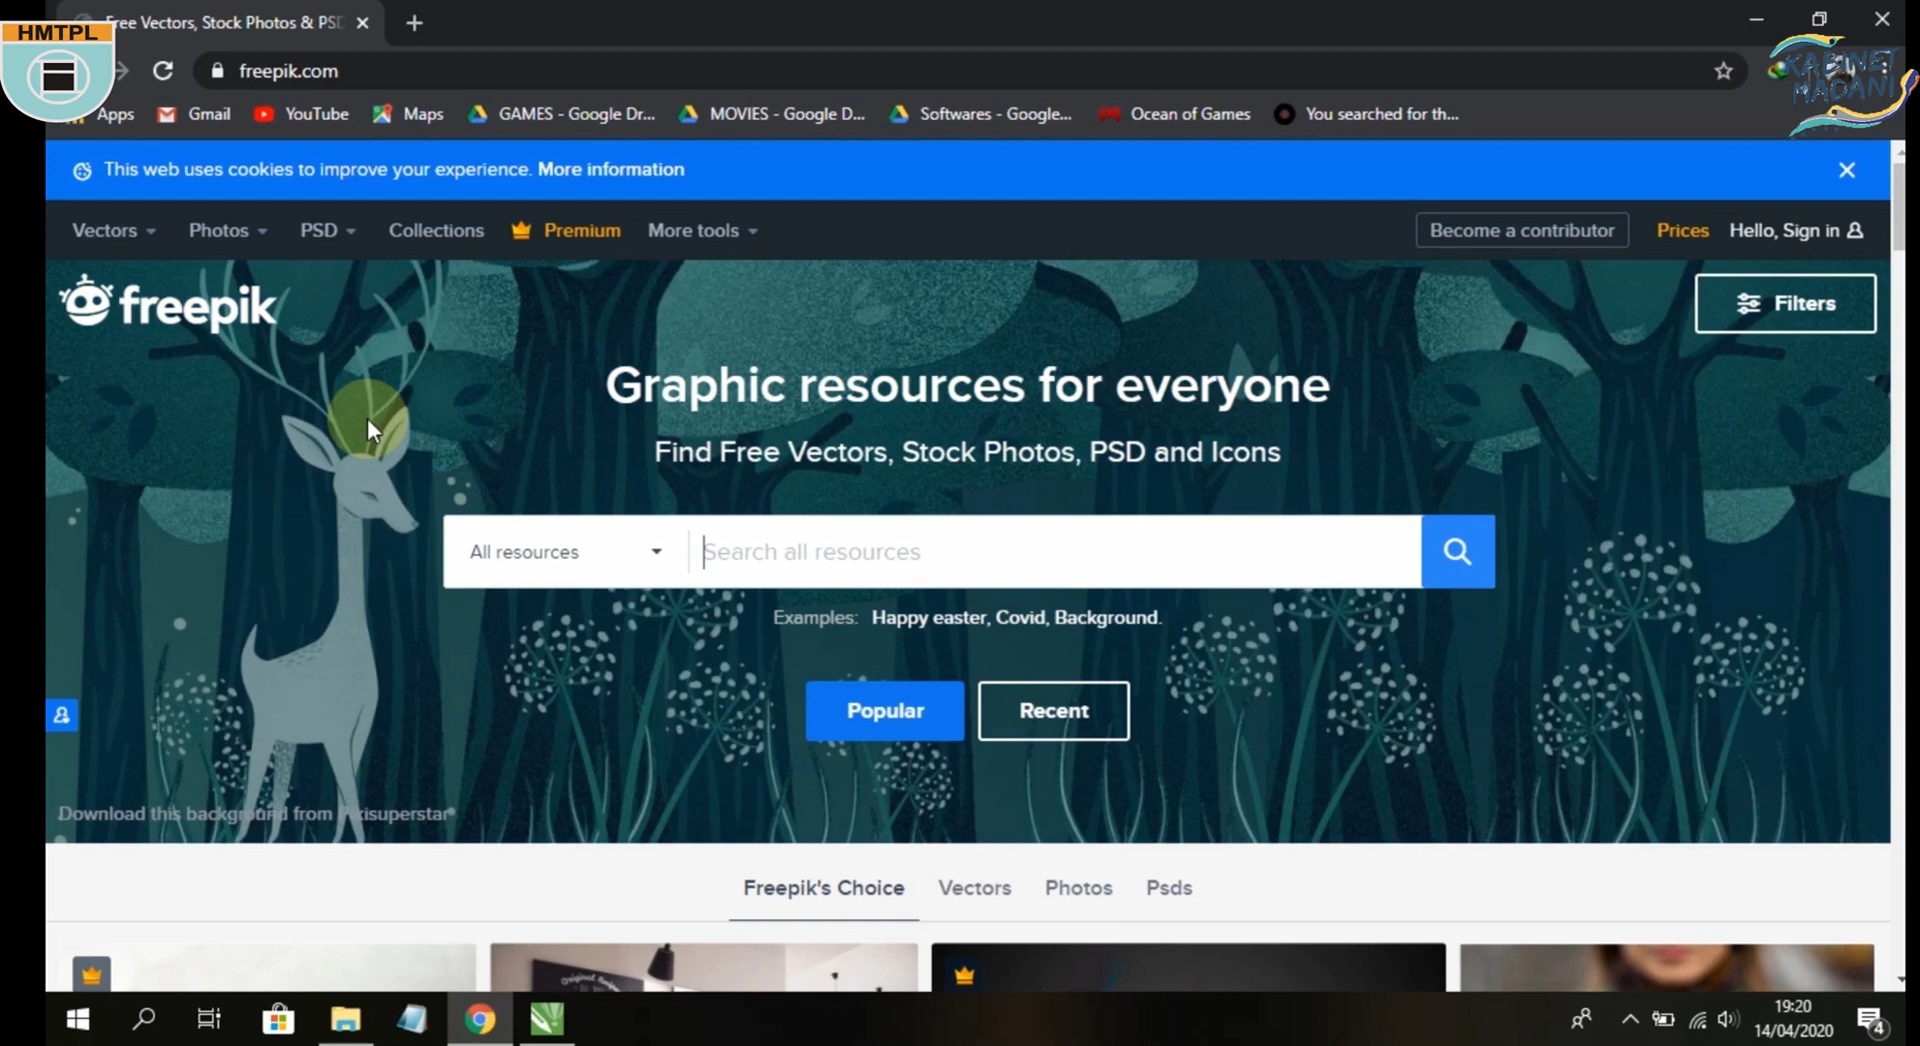 Free Vectors, Stock Photos & PSD
HMTPL
freepik.com
KABINET
MADANI
Apps
Gmail
YouTube
Maps
GAMES - Google Dr...
MOVIES - Google D...
Softwares - Google...
Ocean of Games
You searched for th...
This web uses cookies to improve your experience. More information
Vectors
Photos
PSD
Collections
Premium
More tools
Become a contributor
Prices
Hello, Sign in
freepik
Filters
Graphic resources for everyone
Find Free Vectors, Stock Photos, PSD and Icons
All resources
Search all resources
Examples: Happy easter, Covid, Background.
Popular
Recent
Download this background from
Freepik's Choice
Vectors
Photos
Psds
19:20
14/04/2020
4